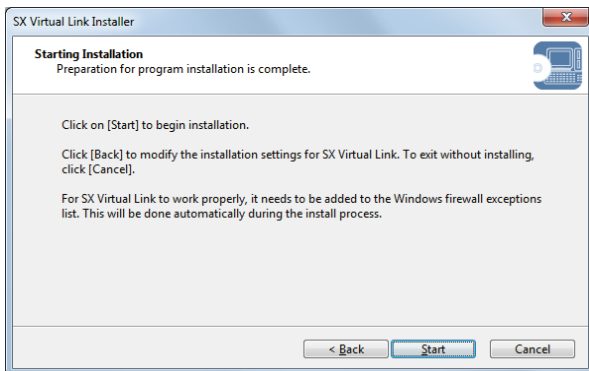 SX Virtual Link Installer
Starting Installation
Preparation for program installation is complete.
Click on [Start] to begin installation.
Click [Back] to modify the installation settings for SX Virtual Link. To exit without installing,
click [Cancel].
For SX Virtual Link to work properly, it needs to be added to the Windows firewall exceptions
list. This will be done automatically during the install process.
< Back Start Cancel